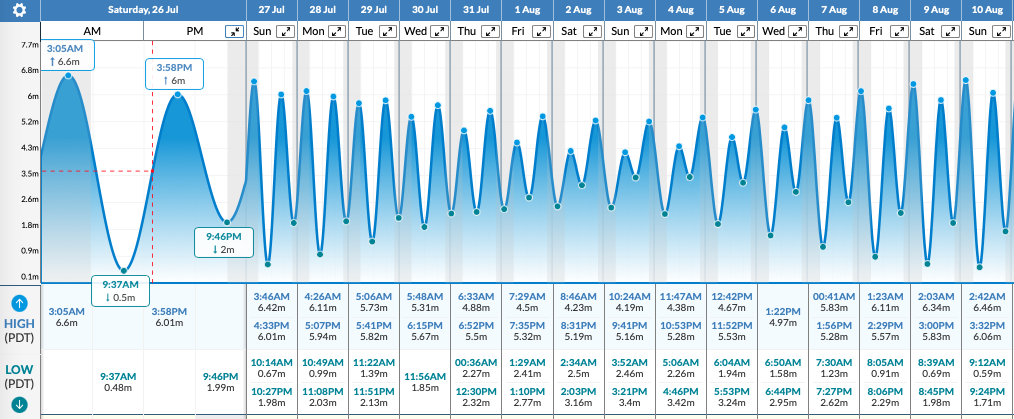 Saturday, 26 Jul 27 Jul 28 Jul 29 Jul 30 Jul 31 Jul 1 Aug 2 Aug 3 Aug 4 Aug 5 Aug 6 Aug 7 Aug 8 Aug 9 Aug 10 Aug
AM PM Sun Mon Tue Wed Thu Fri Sat Sun Mon Tue Wed Thu Fri Sat Sun
7.7m
6.8m
6m
5.2m
4.3m
3.5m
2.6m
1.8m
0.9m
0.1m
3:05AM
↑ 6.6m
3:58PM
↑ 6m
9:46PM
↓ 2m
9:37AM
↓ 0.5m
HIGH
(PDT)
3:05AM
6.6m
3:58PM
6.01m
3:46AM 4:26AM 5:06AM 5:48AM 6:33AM 7:29AM 8:46AM 10:24AM 11:47AM 12:42PM 1:22PM 00:41AM 1:23AM 2:03AM 2:42AM
6.42m 6.11m 5.73m 5.31m 4.88m 4.5m 4.23m 4.19m 4.38m 4.67m 4.97m 5.83m 6.11m 6.34m 6.46m
4:33PM 5:07PM 5:41PM 6:15PM 6:52PM 7:35PM 8:31PM 9:41PM 10:53PM 11:52PM 1:56PM 2:29PM 3:00PM 3:32PM
6.01m 5.94m 5.82m 5.67m 5.5m 5.32m 5.19m 5.16m 5.28m 5.53m 5.28m 5.57m 5.83m 6.06m
LOW
(PDT)
9:37AM
0.48m
9:46PM
1.99m
10:14AM 10:49AM 11:22AM 11:56AM 00:36AM 1:29AM 2:34AM 3:52AM 5:06AM 6:04AM 6:50AM 7:30AM 8:05AM 8:39AM 9:12AM
0.67m 0.99m 1.39m 1.85m 2.27m 2.41m 2.5m 2.46m 2.26m 1.94m 1.58m 1.23m 0.91m 0.69m 0.59m
10:27PM 11:08PM 11:51PM 12:30PM 1:10PM 2:03PM 3:21PM 4:46PM 5:53PM 6:44PM 7:27PM 8:06PM 8:45PM 9:24PM
1.98m 2.03m 2.13m 2.32m 2.77m 3.16m 3.4m 3.42m 3.24m 2.95m 2.62m 2.29m 1.98m 1.71m